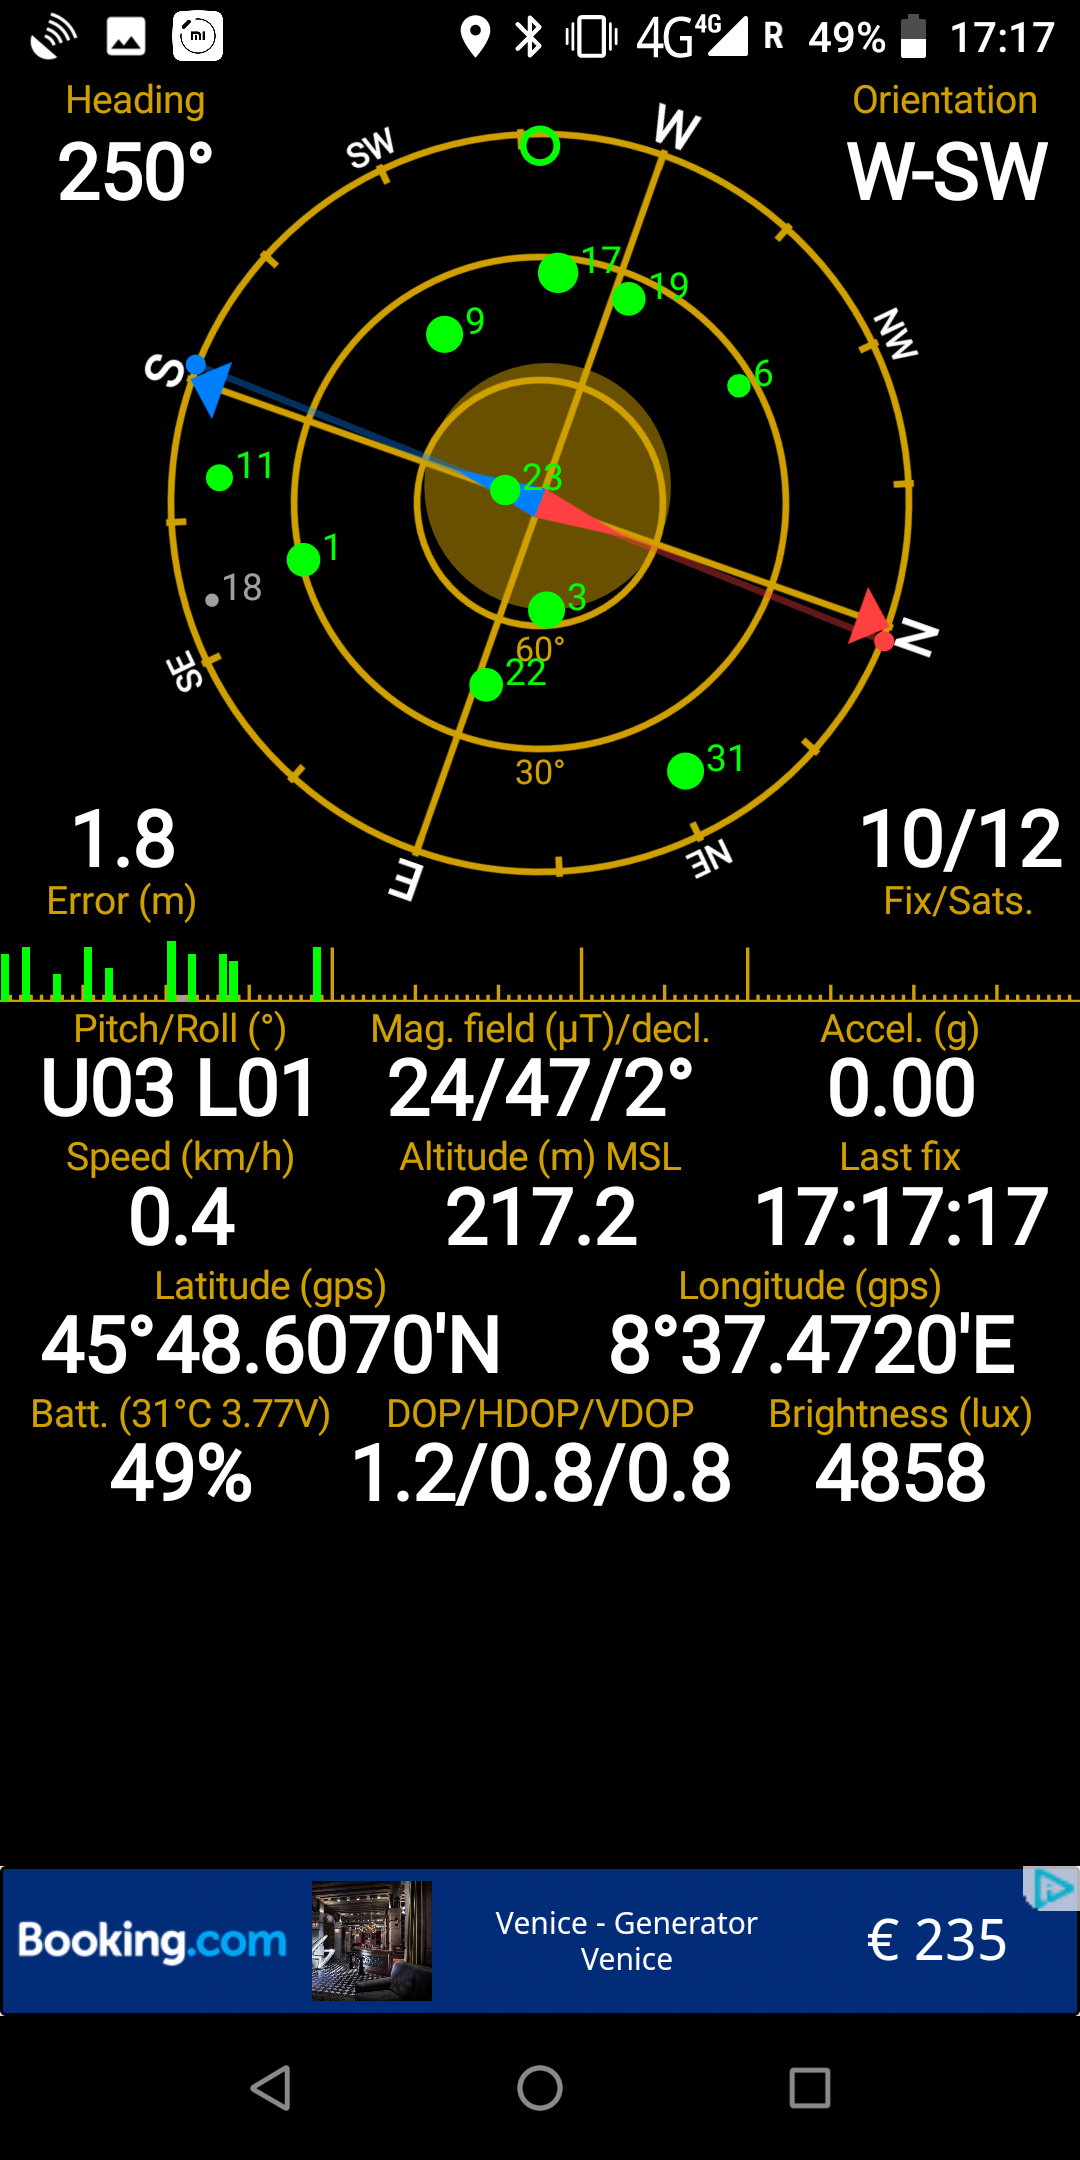 mi 4G 4G R 49% 17:17
Heading Orientation
250° W-SW
W
SW
17
19
9
NW
S
6
11
23
1
18
3
N
60°
SE
22
31
30°
1.8 10/12
NE
E
Error (m) Fix/Sats.
Pitch/Roll (°) Mag. field (µT)/decl. Accel. (g)
U03 L01 24/47/2° 0.00
Speed (km/h) Altitude (m) MSL Last fix
0.4 217.2 17:17:17
Latitude (gps) Longitude (gps)
45°48.6070'N 8°37.4720'E
Batt. (31°C 3.77V) DOP/HDOP/VDOP Brightness (lux)
49% 1.2/0.8/0.8 4858
Booking.com Venice - Generator € 235
Venice